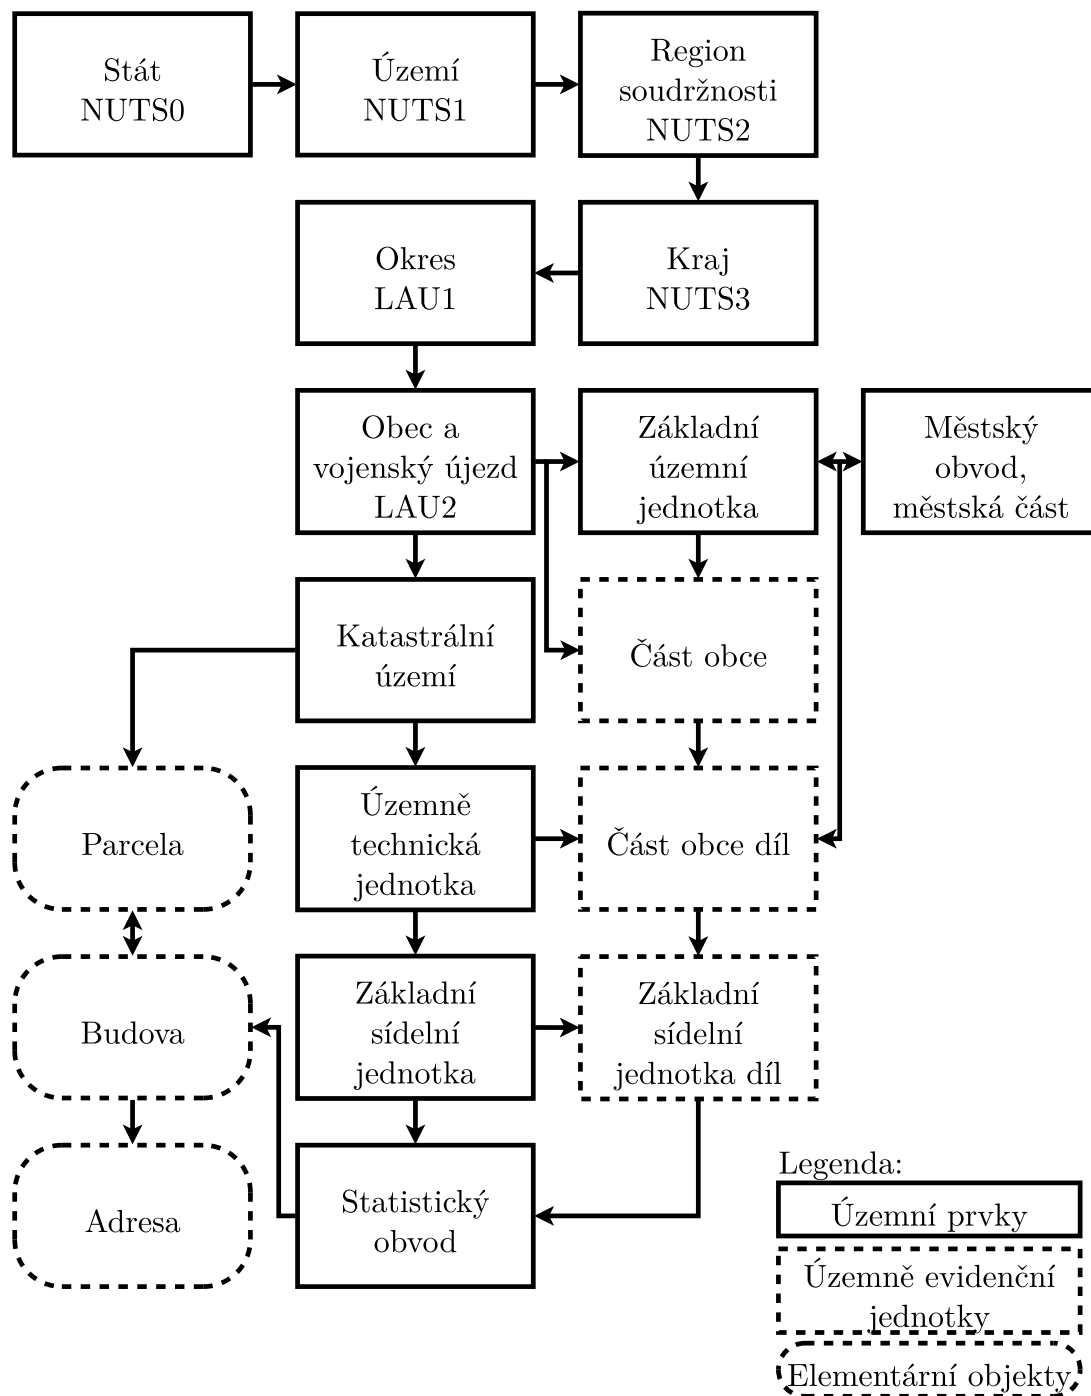 Stát
NUTS0
Území
NUTS1
Region
soudržnosti
NUTS2
Okres
LAU1
Kraj
NUTS3
Obec a
vojenský újezd
LAU2
Základní
územní
jednotka
Městský
obvod,
městská část
Katastrální
území
Část obce
Parcela
Územně
technická
jednotka
Část obce díl
Budova
Základní
sídelní
jednotka
Základní
sídelní
jednotka díl
Adresa
Statistický
obvod
Legenda:
Územní prvky
Územně evidenční
jednotky
Elementární objekty